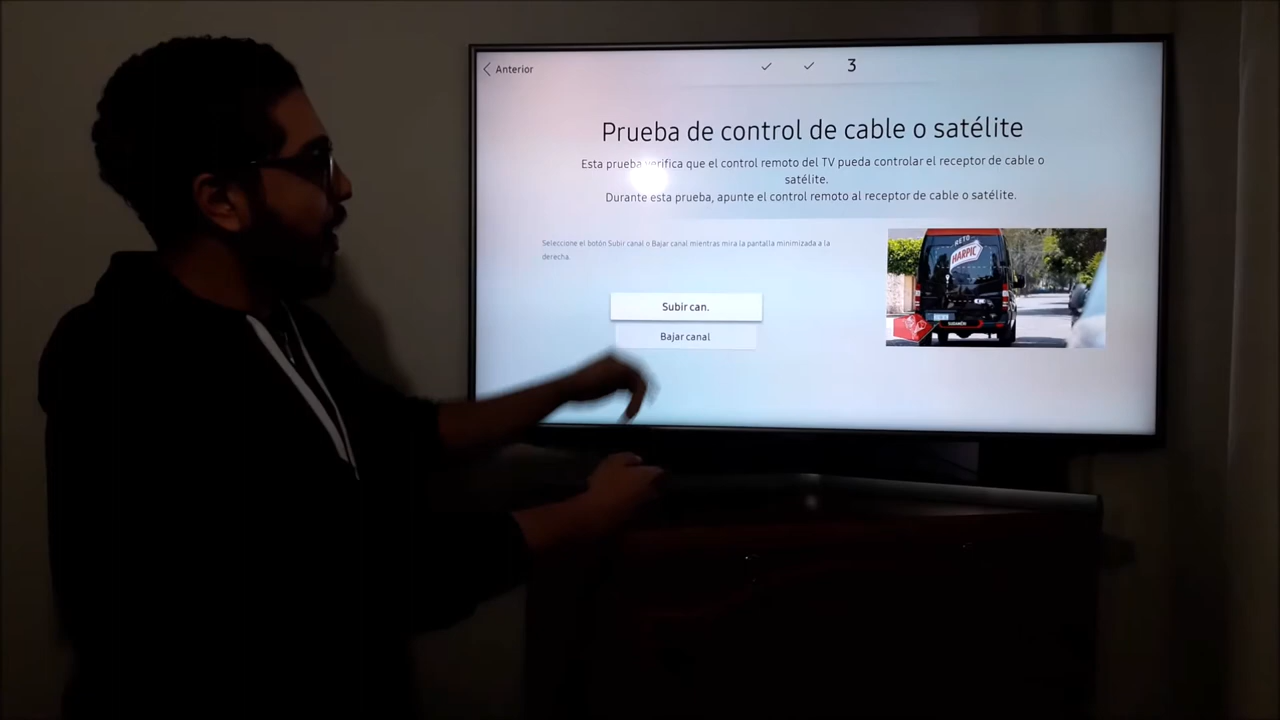 Anterior
3
Prueba de control de cable o satélite
Esta prueba verifica que el control remoto del TV pueda controlar el receptor de cable o
satélite.
Durante esta prueba, apunte el control remoto al receptor de cable o satélite.
Seleccione el botón Subir canal o Bajar canal mientras mira la pantalla minimizada a la
derecha.
Subir can.
Bajar canal
RETO
HARPIC